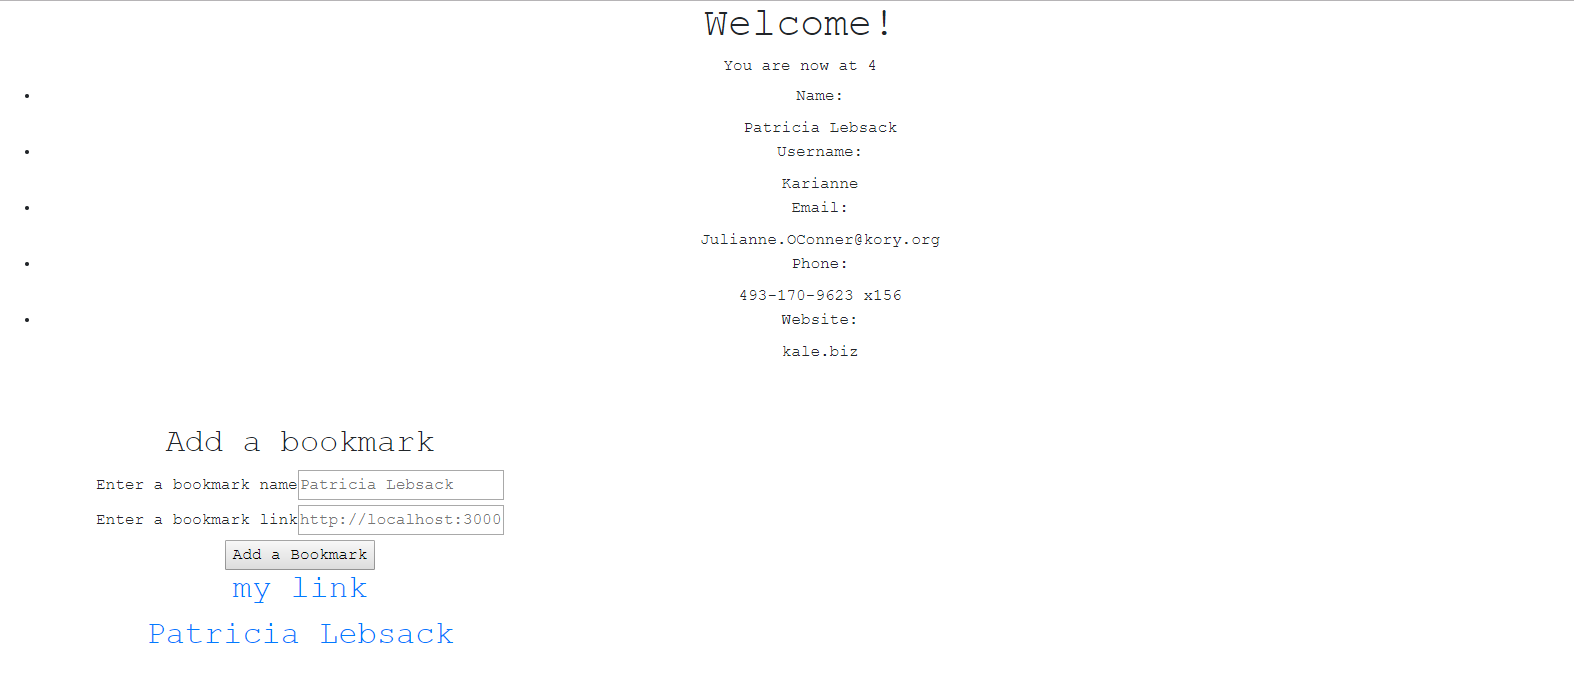 Welcome!
You are now at 4
Name:
Patricia Lebsack
Username:
Karianne
Email:
Julianne.OConner@kory.org
Phone:
493-170-9623 x156
Website:
kale.biz
Add a bookmark
Enter a bookmark name Patricia Lebsack
Enter a bookmark link http://localhost:3000
Add a Bookmark
my link
Patricia Lebsack